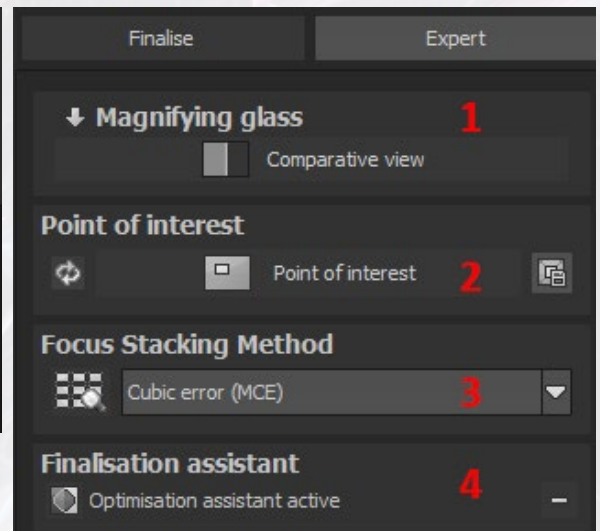 Finalise Expert
Magnifying glass 1
Comparative view
Point of interest
Point of interest 2
Focus Stacking Method
Cubic error (MCE) 3
Finalisation assistant
Optimisation assistant active 4